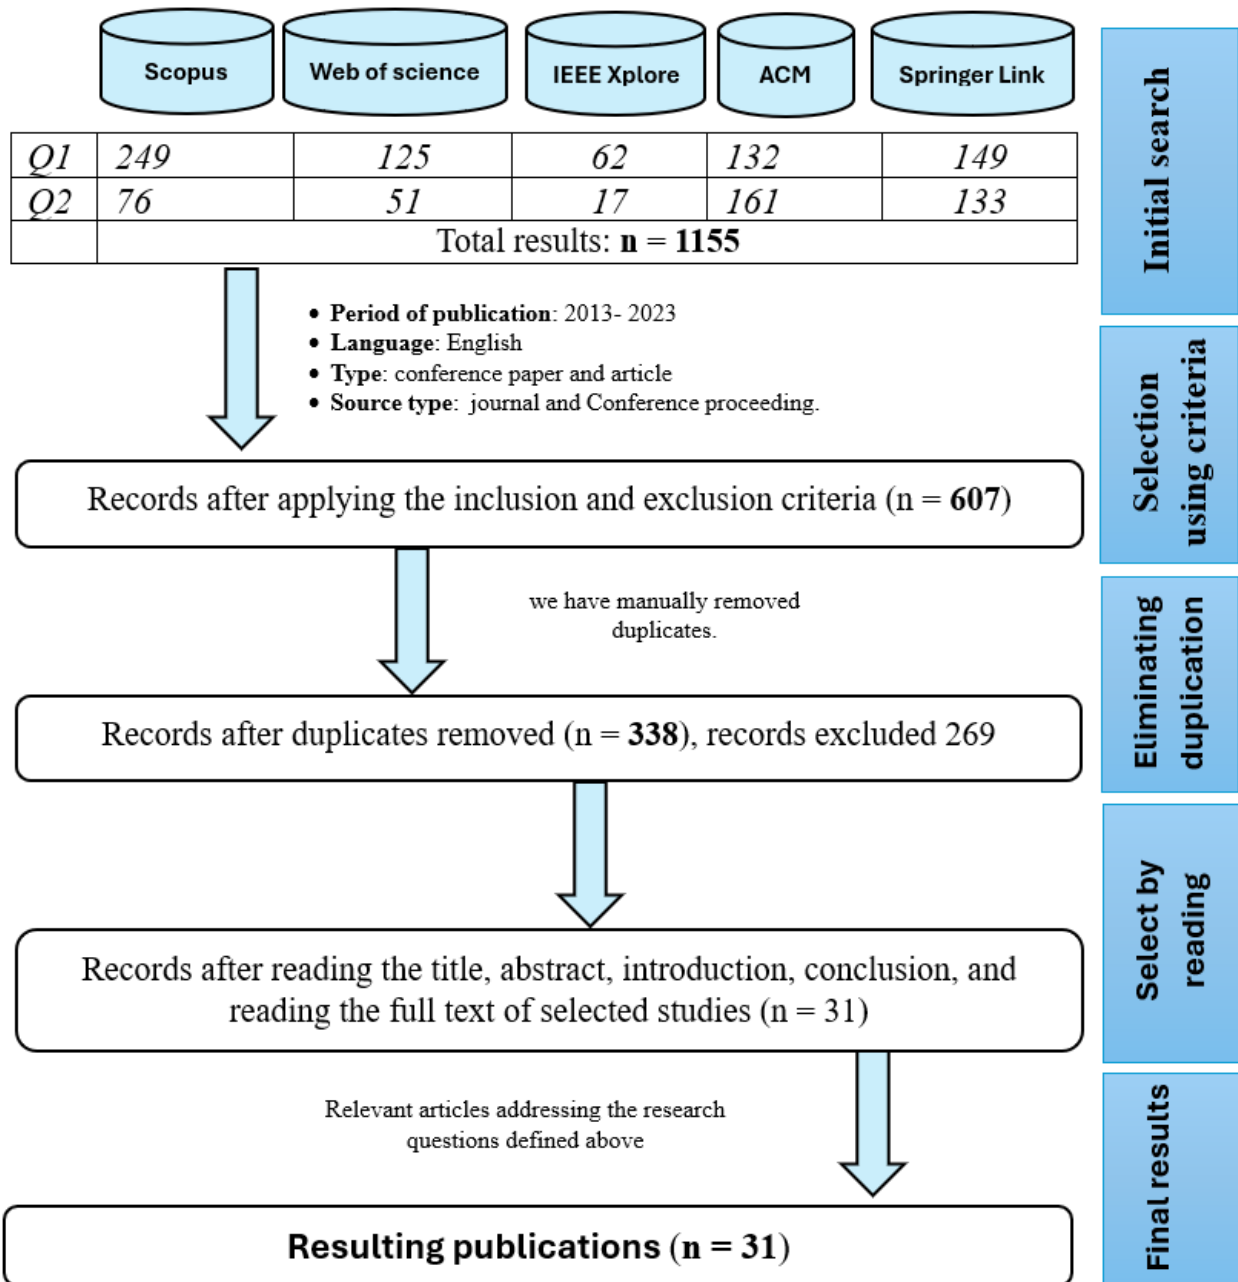 Scopus Web of science IEEE Xplore ACM Springer Link
Q1 249 125 62 132 149
Q2 76 51 17 161 133
Total results: n = 1155
Initial search
• Period of publication: 2013- 2023
• Language: English
• Type: conference paper and article
• Source type: journal and Conference proceeding.
Selection
using criteria
Records after applying the inclusion and exclusion criteria (n = 607)
we have manually removed
duplicates.
Eliminating
duplication
Records after duplicates removed (n = 338), records excluded 269
Select by
reading
Records after reading the title, abstract, introduction, conclusion, and
reading the full text of selected studies (n = 31)
Relevant articles addressing the research
questions defined above
Final results
Resulting publications (n = 31)